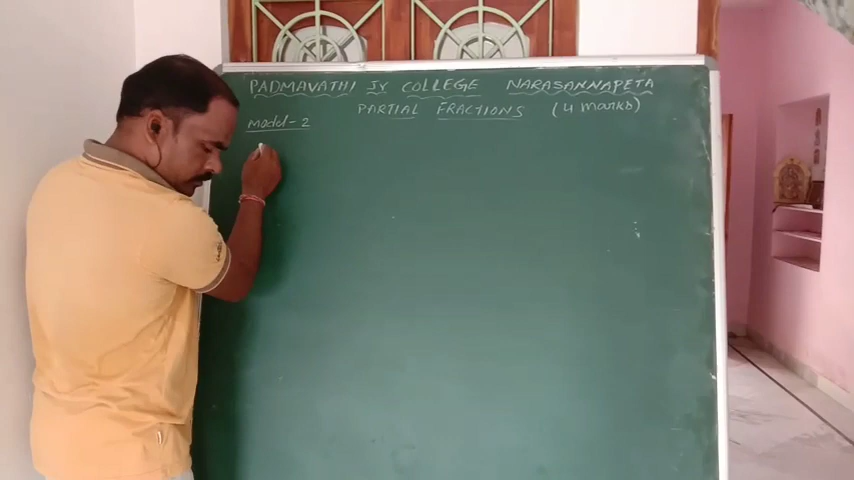 PADMAVATHI Jr COLLEGE NARASANNAPETA
PARTIAL FRACTIONS (4 marks)
Model-2